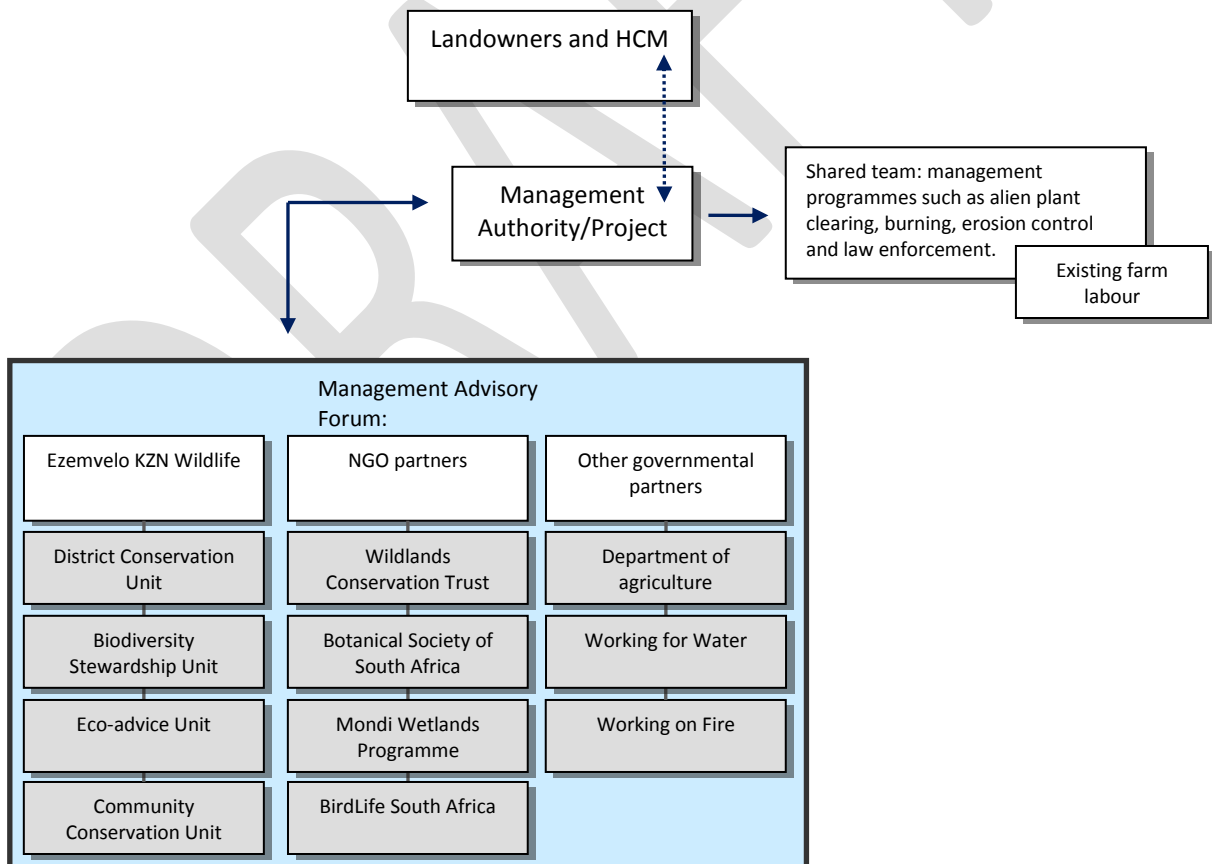 Landowners and HCM
Management
Authority/Project
Shared team: management
programmes such as alien plant
clearing, burning, erosion control
and law enforcement.
Existing farm
labour
Management Advisory
Forum:
Ezemvelo KZN Wildlife
NGO partners
Other governmental
partners
District Conservation
Unit
Wildlands
Conservation Trust
Department of
agriculture
Biodiversity
Stewardship Unit
Botanical Society of
South Africa
Working for Water
Eco-advice Unit
Mondi Wetlands
Programme
Working on Fire
Community
Conservation Unit
BirdLife South Africa